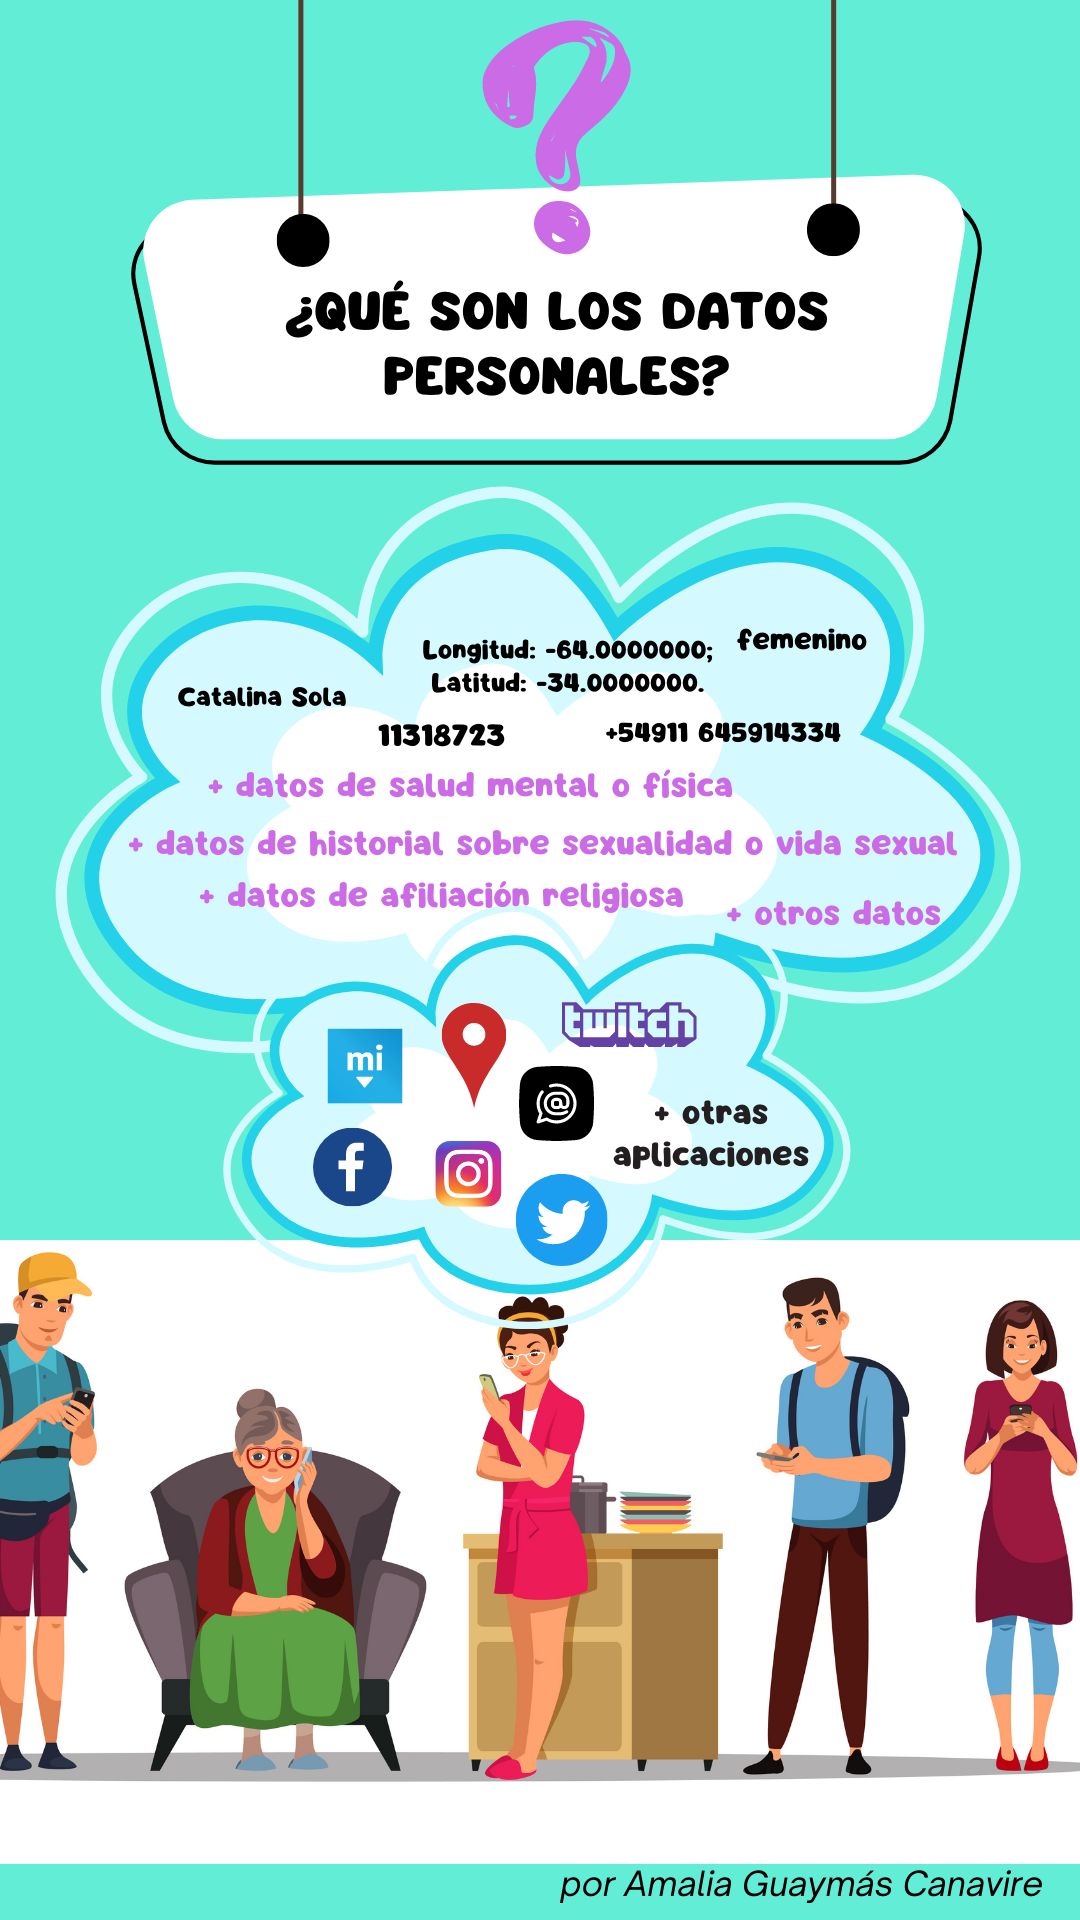 ¿QUÉ SON LOS DATOS
PERSONALES?
Longitud: -64.0000000;
Latitud: -34.0000000.
femenino
Catalina Sola
11318723
+54911 645914334
+ datos de salud mental o física
+ datos de historial sobre sexualidad o vida sexual
+ datos de afiliación religiosa
+ otros datos
mi
twitch
+ otras
aplicaciones
por Amalia Guaymás Canavire